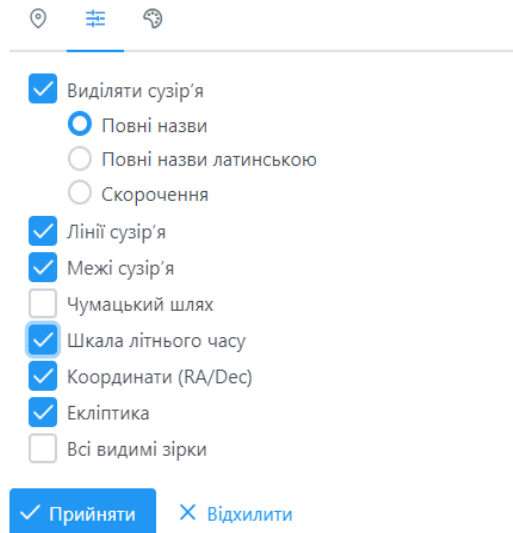 Виділяти сузір'я
Повні назви
Повні назви латинською
Скорочення
Лінії сузір'я
Межі сузір'я
Чумацький шлях
Шкала літнього часу
Координати (RA/Dec)
Екліптика
Всі видимі зірки
Прийняти
Відхилити